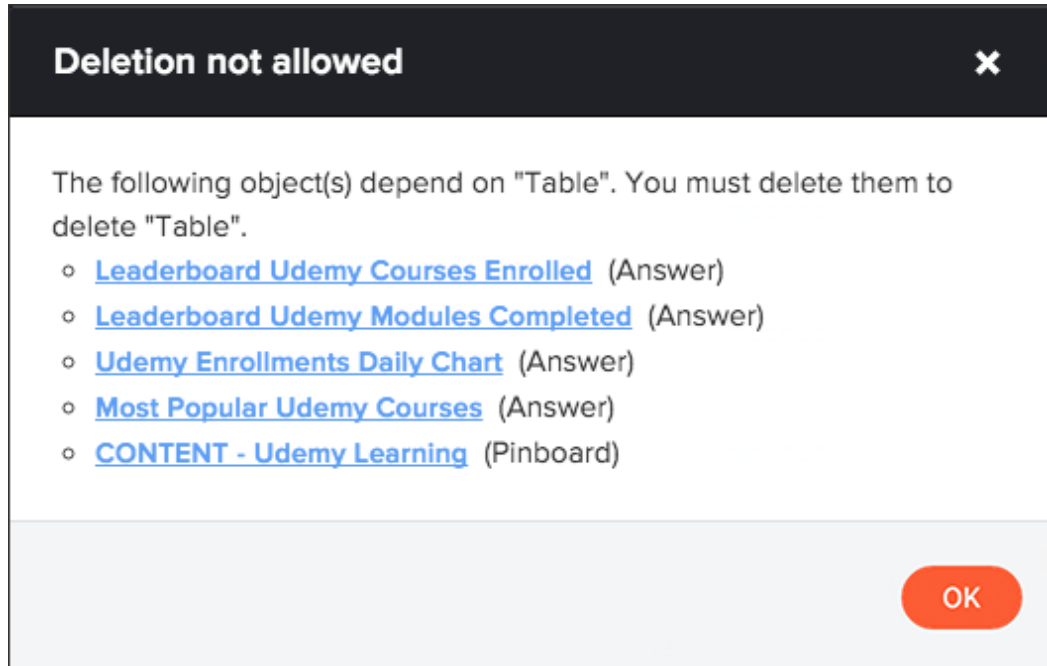 Deletion not allowed
The following object(s) depend on "Table". You must delete them to
delete "Table".
Leaderboard Udemy Courses Enrolled (Answer)
Leaderboard Udemy Modules Completed (Answer)
Udemy Enrollments Daily Chart (Answer)
Most Popular Udemy Courses (Answer)
CONTENT - Udemy Learning (Pinboard)
OK